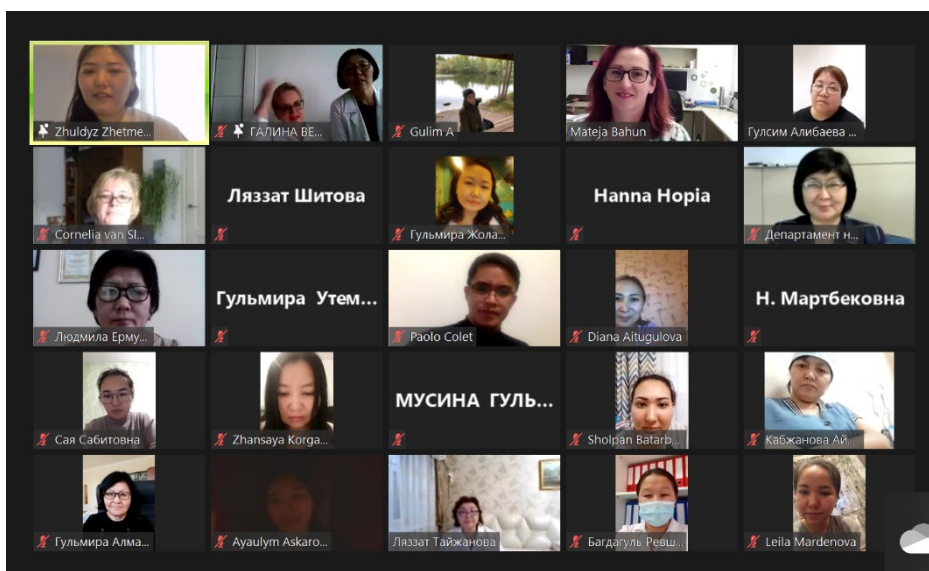 Zhuldyz Zhetme...
ГАЛИНА ВЕ...
Gulim A
Mateja Bahun
Гулсим Алибаева ...
Cornelia van Sl...
Ляззат Шитова
Гульмира Жола...
Hanna Hopia
Департамент н...
Людмила Ерму...
Гульмира Утем...
Paolo Colet
Diana Aitugulova
Н. Мартбековна
Сая Сабитовна
Zhansaya Korga...
МУСИНА ГУЛЬ...
Sholpan Batarb...
Кабжанова Ай...
Гульмира Алма...
Ayaulym Askaro...
Ляззат Тайжанова
Багдагуль Ревш...
Leila Mardenova